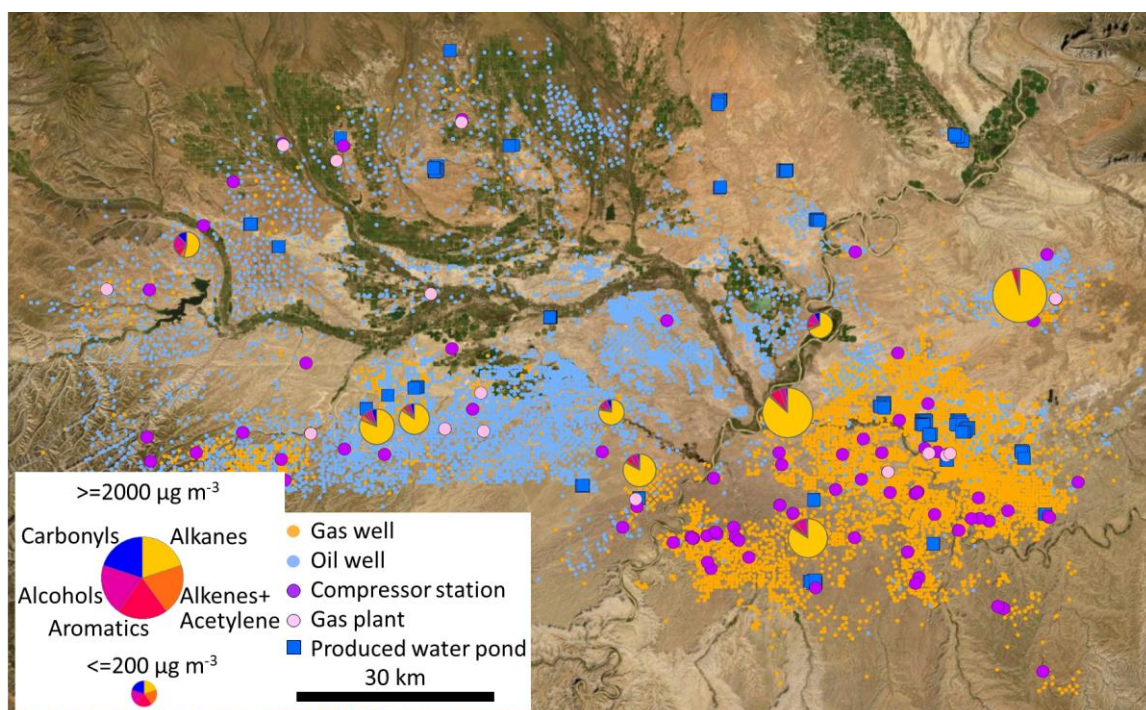 >=2000 µg m-3
Carbonyls Alkanes
Alcohols Alkenes+
Aromatics Acetylene
<=200 µg m-3
Gas well
Oil well
Compressor station
Gas plant
Produced water pond
30 km